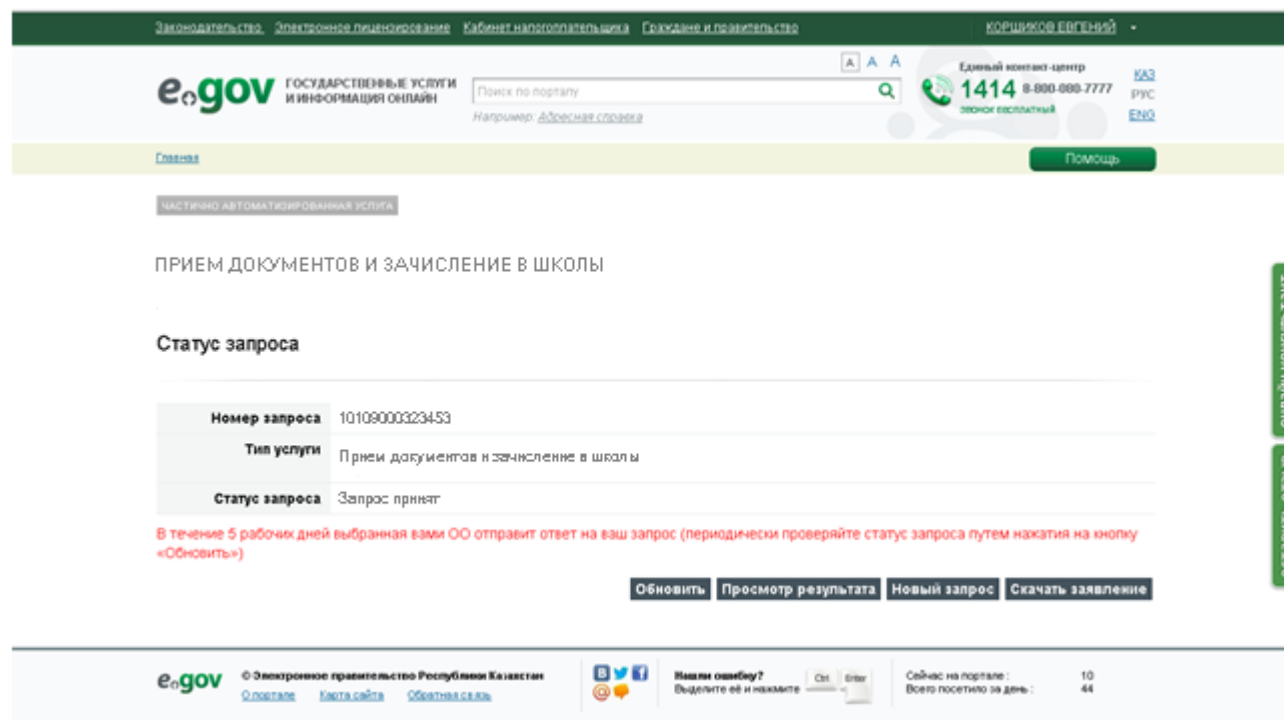 Законодательство Электронное лицензирование Кабинет налогоплательщика Граждане и правительство КОРШИКОВ ЕВГЕНИЙ
A A A
e.gov ГОСУДАРСТВЕННЫЕ УСЛУГИ И ИНФОРМАЦИЯ ОНЛАЙН
Поиск по порталу
Например: Адресная справка
Единый контакт-центр
1414 8-800-080-7777
звонок бесплатный
ҚАЗ
РУС
ENG
Главная
Помощь
ЧАСТИЧНО АВТОМАТИЗИРОВАННАЯ УСЛУГА
ПРИЕМ ДОКУМЕНТОВ И ЗАЧИСЛЕНИЕ В ШКОЛЫ
Статус запроса
Номер запроса 10109000323453
Тип услуги Прием документов и зачисление в школы
Статус запроса Запрос принят
В течение 5 рабочих дней выбранная вами ОО отправит ответ на ваш запрос (периодически проверяйте статус запроса путем нажатия на кнопку
«Обновить»)
Обновить Просмотр результата Новый запрос Скачать заявление
e.gov © Электронное правительство Республики Казахстан
О портале Карта сайта Обратная связь
Нашли ошибку?
Выделите её и нажмите Ctrl Enter
Сейчас на портале : 10
Всего посетило за день : 44